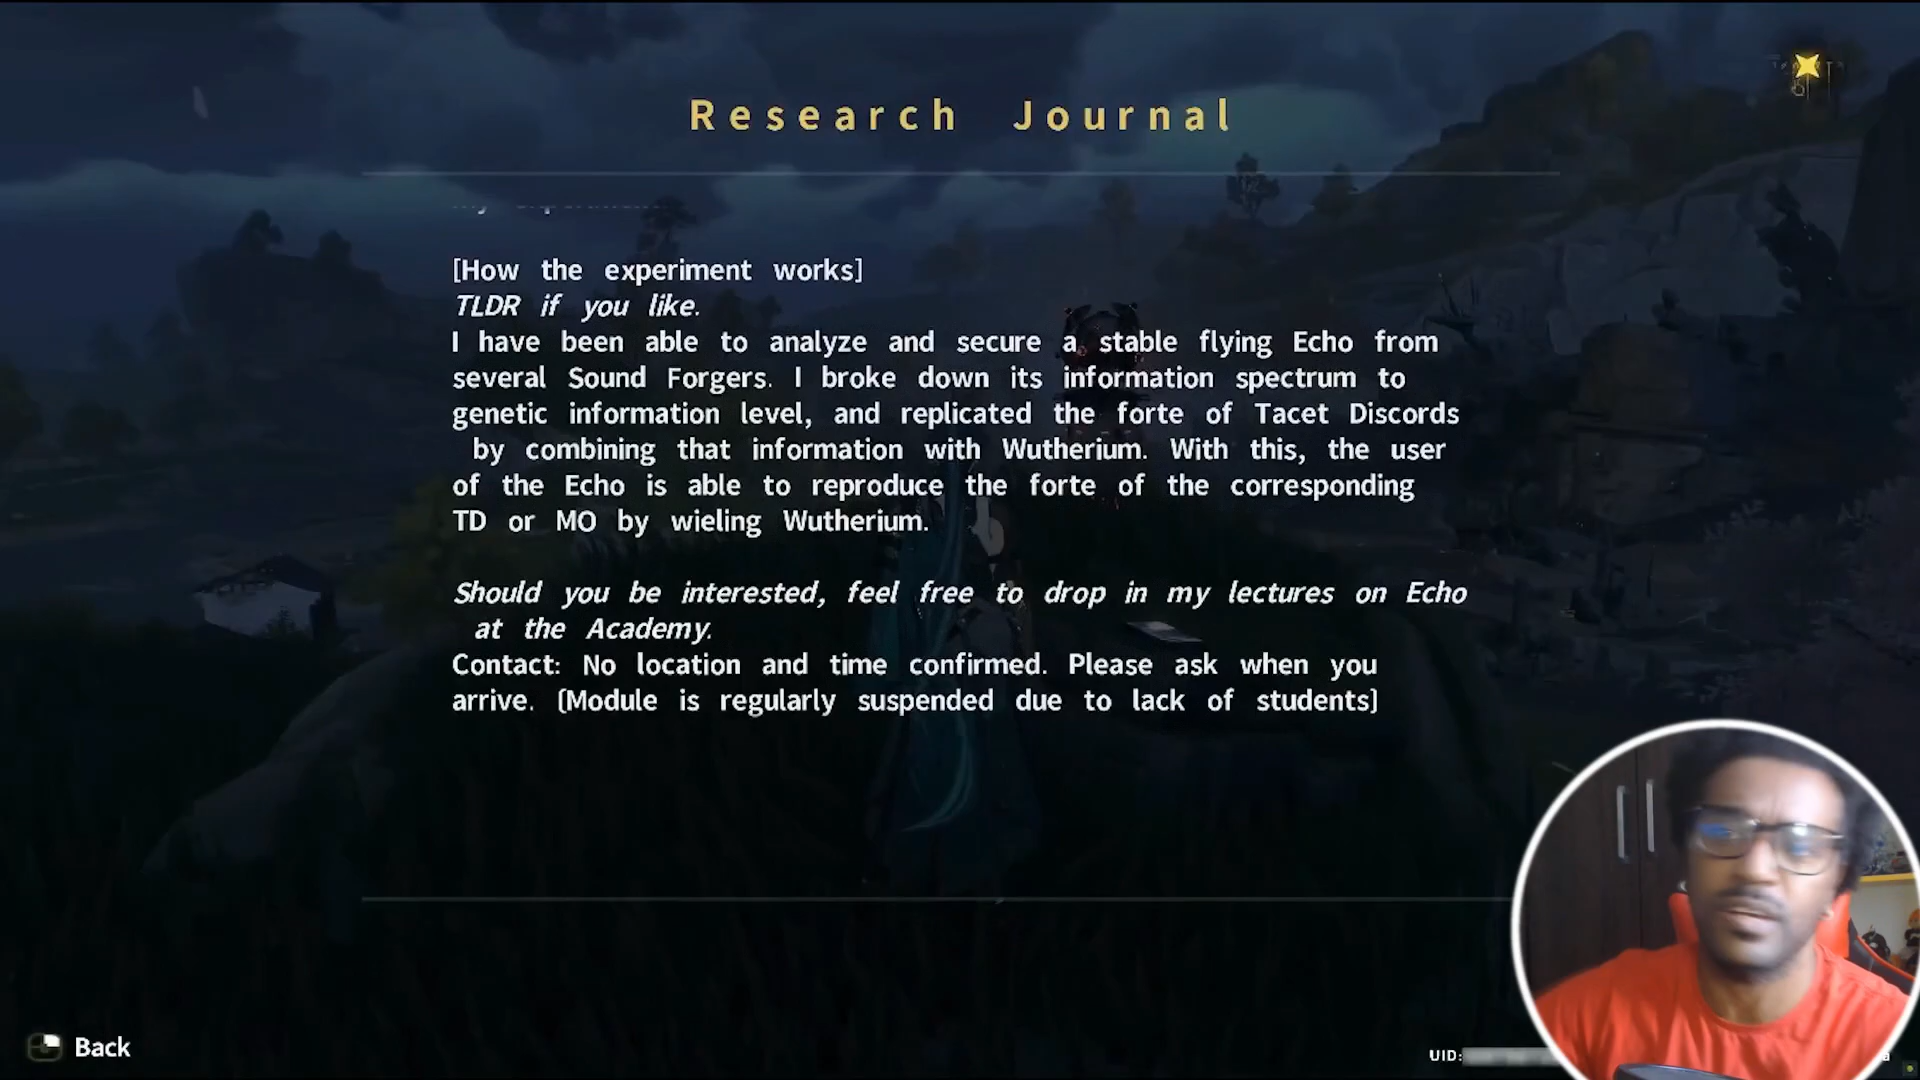 Research Journal
[How the experiment works]
TLDR if you like.
I have been able to analyze and secure a stable flying Echo from
several Sound Forgers. I broke down its information spectrum to
genetic information level, and replicated the forte of Tacet Discords
by combining that information with Wutherium. With this, the user
of the Echo is able to reproduce the forte of the corresponding
TD or MO by wieling Wutherium.
Should you be interested, feel free to drop in my lectures on Echo
at the Academy.
Contact: No location and time confirmed. Please ask when you
arrive. (Module is regularly suspended due to lack of students)
Back
UID: